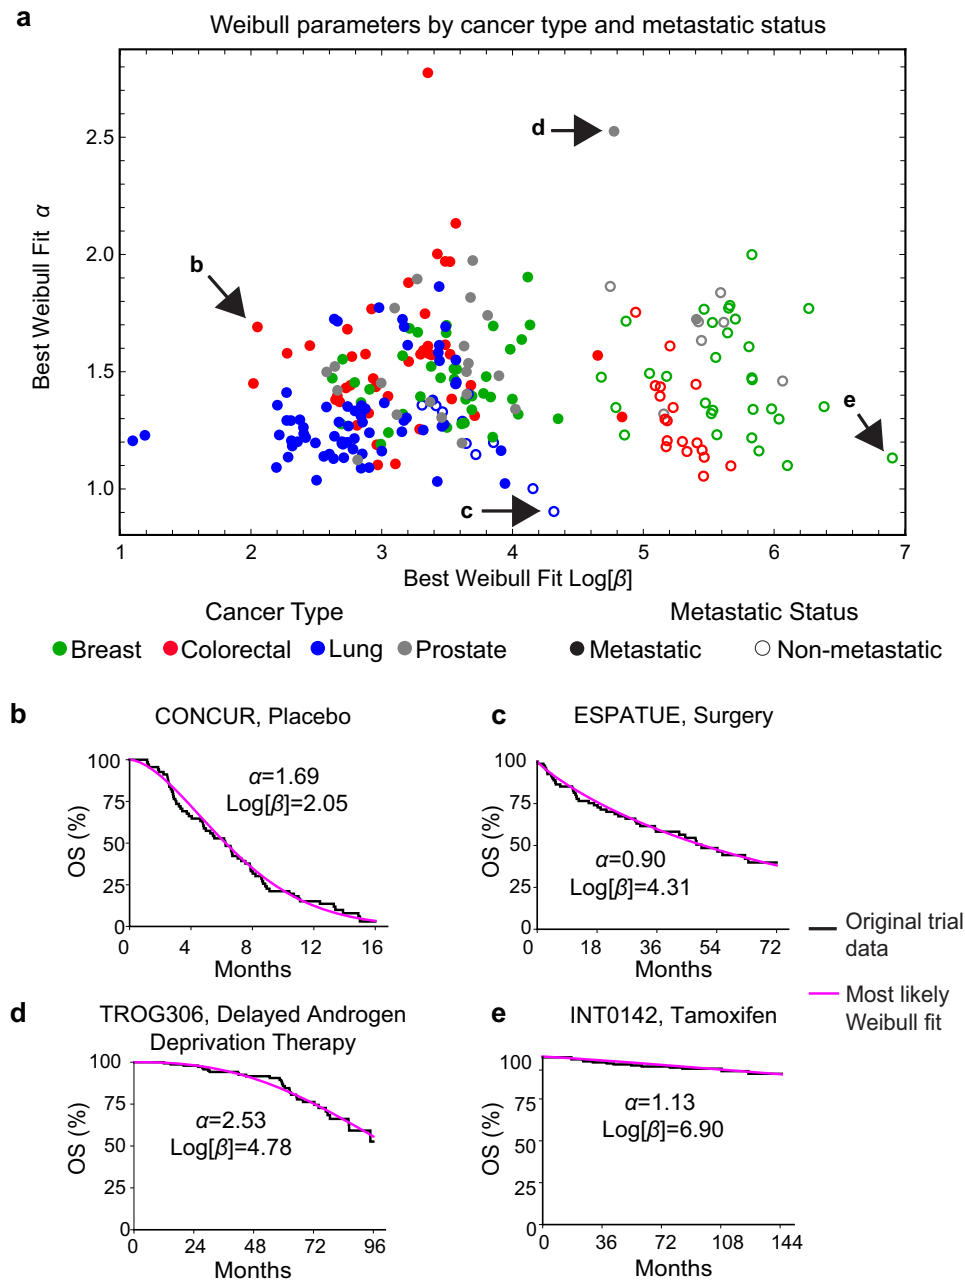 a
Weibull parameters by cancer type and metastatic status
Best Weibull Fit α
2.5
2.0
1.5
1.0
d
b
e
c
1 2 3 4 5 6 7
Best Weibull Fit Log[β]
Cancer Type
Metastatic Status
Breast Colorectal Lung Prostate Metastatic Non-metastatic
b
CONCUR, Placebo
OS (%)
100
75
50
25
0
α=1.69
Log[β]=2.05
0 4 8 12 16
Months
c
ESPATUE, Surgery
OS (%)
100
75
50
25
0
α=0.90
Log[β]=4.31
0 18 36 54 72
Months
Original trial
data
Most likely
Weibull fit
d
TROG306, Delayed Androgen
Deprivation Therapy
OS (%)
100
75
50
25
0
α=2.53
Log[β]=4.78
0 24 48 72 96
Months
e
INT0142, Tamoxifen
OS (%)
100
75
50
25
0
α=1.13
Log[β]=6.90
0 36 72 108 144
Months